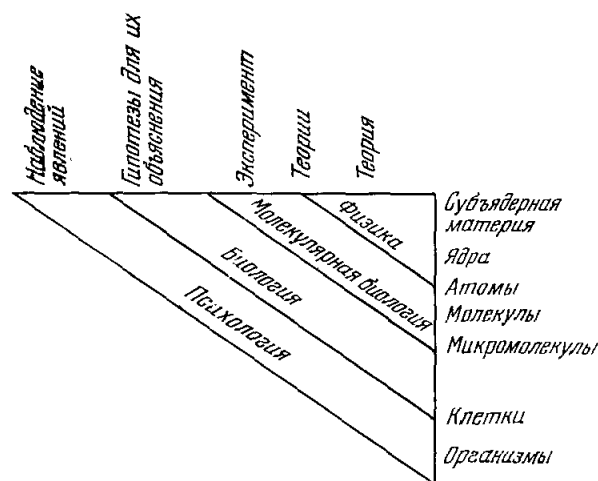 Наблюдение
явлений
Гипотезы для их
объяснения
Эксперимент
Теории
Теория
Физика
Молекулярная биология
Биология
Психология
Субъядерная
материя
Ядра
Атомы
Молекулы
Микромолекулы
Клетки
Организмы